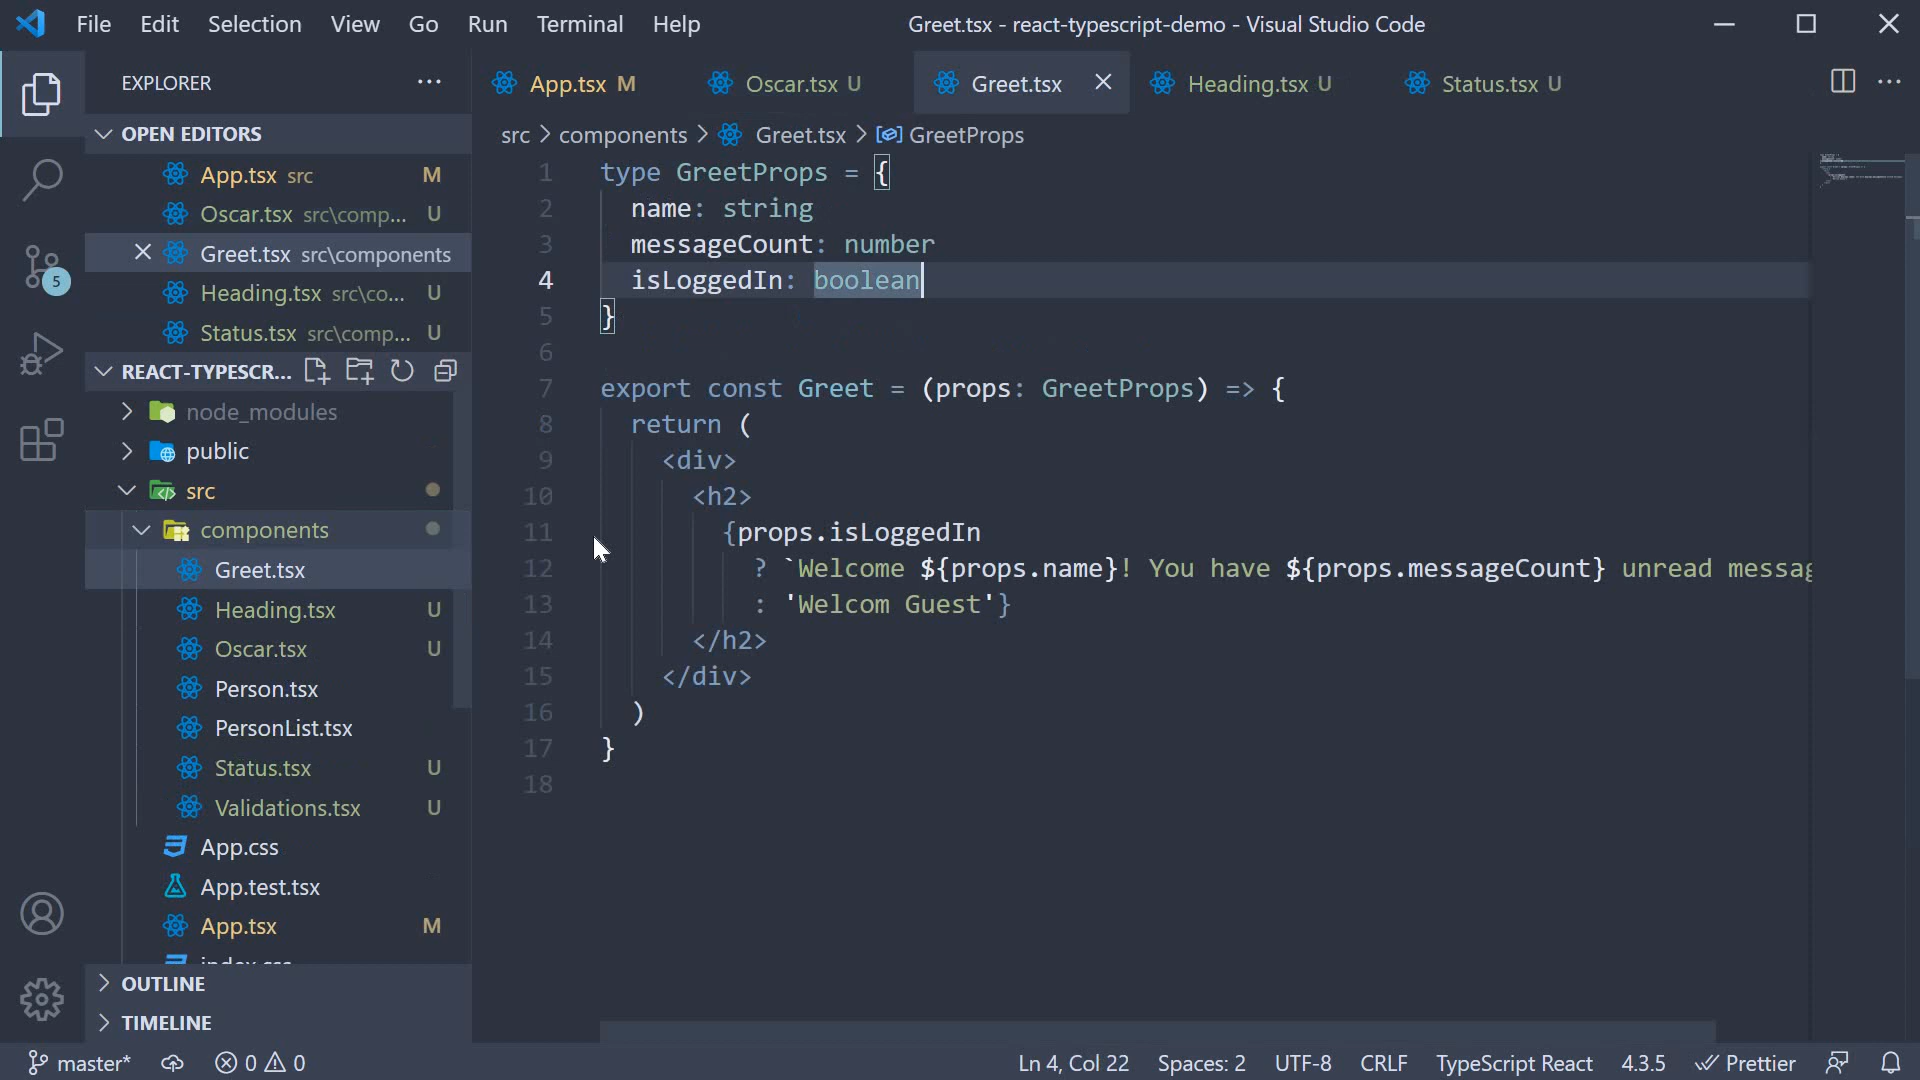 File Edit Selection View Go Run Terminal Help Greet.tsx - react-typescript-demo - Visual Studio Code
EXPLORER
App.tsx M Oscar.tsx U Greet.tsx Heading.tsx U Status.tsx U
OPEN EDITORS
App.tsx src M
Oscar.tsx src\comp... U
Greet.tsx src\components
Heading.tsx src\co... U
Status.tsx src\comp... U
REACT-TYPESCR...
node_modules
public
src
components
Greet.tsx
Heading.tsx U
Oscar.tsx U
Person.tsx
PersonList.tsx
Status.tsx U
Validations.tsx U
App.css
App.test.tsx
App.tsx M
index.css
OUTLINE
TIMELINE
5
src > components > Greet.tsx > GreetProps
1 type GreetProps = {
2 name: string
3 messageCount: number
4 isLoggedIn: boolean
5 }
6
7 export const Greet = (props: GreetProps) => {
8 return (
9 <div>
10 <h2>
11 {props.isLoggedIn
12 ? `Welcome ${props.name}! You have ${props.messageCount} unread messag
13 : 'Welcom Guest'}
14 </h2>
15 </div>
16 )
17 }
18
master* 0 0 Ln 4, Col 22 Spaces: 2 UTF-8 CRLF TypeScript React 4.3.5 Prettier